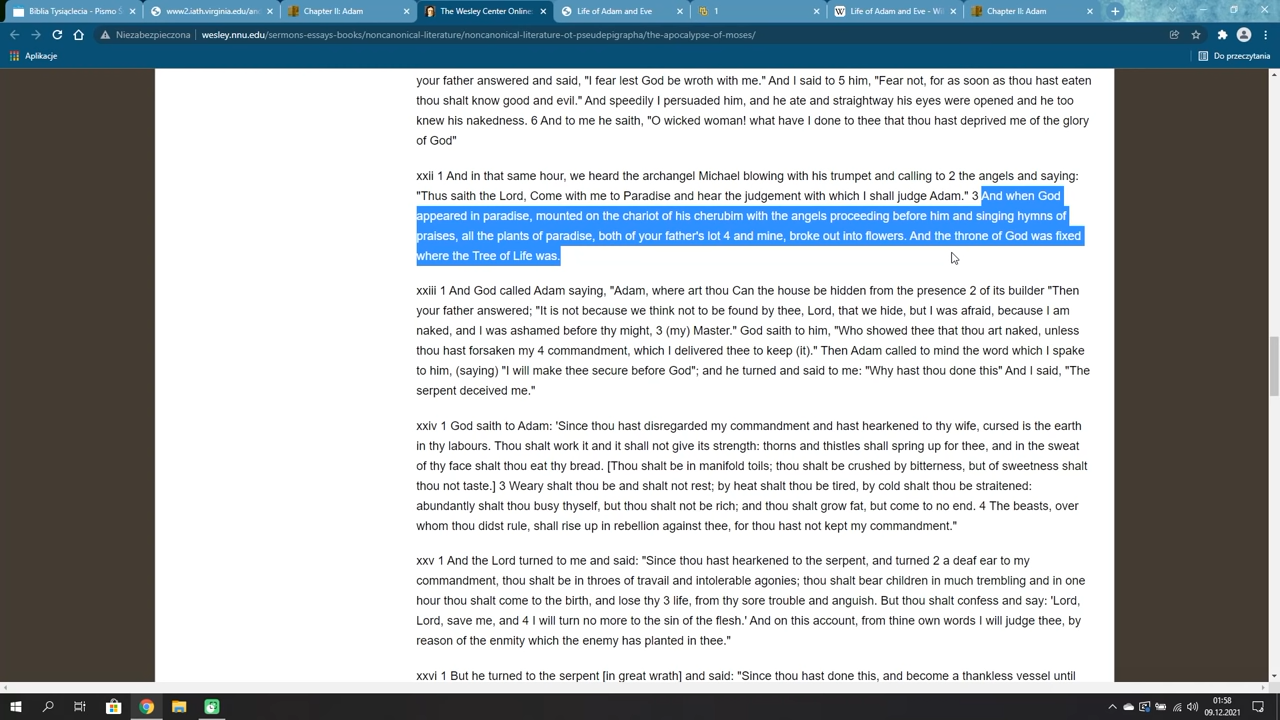 Biblia Tysiąclecia - Pismo Ś
www2.iath.virginia.edu/and
Chapter II: Adam
The Wesley Center Online:
Life of Adam and Eve
1
Life of Adam and Eve - Wi
Chapter II: Adam
Niezabezpieczona | wesley.nnu.edu/sermons-essays-books/noncanonical-literature/noncanonical-literature-ot-pseudepigrapha/the-apocalypse-of-moses/
Aplikacje
Do przeczytania
your father answered and said, "I fear lest God be wroth with me." And I said to 5 him, "Fear not, for as soon as thou hast eaten
thou shalt know good and evil." And speedily I persuaded him, and he ate and straightway his eyes were opened and he too
knew his nakedness. 6 And to me he saith, "O wicked woman! what have I done to thee that thou hast deprived me of the glory
of God"
xxii 1 And in that same hour, we heard the archangel Michael blowing with his trumpet and calling to 2 the angels and saying:
"Thus saith the Lord, Come with me to Paradise and hear the judgement with which I shall judge Adam." 3 And when God
appeared in paradise, mounted on the chariot of his cherubim with the angels proceeding before him and singing hymns of
praises, all the plants of paradise, both of your father's lot 4 and mine, broke out into flowers. And the throne of God was fixed
where the Tree of Life was.
xxiii 1 And God called Adam saying, "Adam, where art thou Can the house be hidden from the presence 2 of its builder "Then
your father answered; "It is not because we think not to be found by thee, Lord, that we hide, but I was afraid, because I am
naked, and I was ashamed before thy might, 3 (my) Master." God saith to him, "Who showed thee that thou art naked, unless
thou hast forsaken my 4 commandment, which I delivered thee to keep (it)." Then Adam called to mind the word which I spake
to him, (saying) "I will make thee secure before God"; and he turned and said to me: "Why hast thou done this" And I said, "The
serpent deceived me."
xxiv 1 God saith to Adam: 'Since thou hast disregarded my commandment and hast hearkened to thy wife, cursed is the earth
in thy labours. Thou shalt work it and it shall not give its strength: thorns and thistles shall spring up for thee, and in the sweat
of thy face shalt thou eat thy bread. [Thou shalt be in manifold toils; thou shalt be crushed by bitterness, but of sweetness shalt
thou not taste.] 3 Weary shalt thou be and shalt not rest; by heat shalt thou be tired, by cold shalt thou be straitened:
abundantly shalt thou busy thyself, but thou shalt not be rich; and thou shalt grow fat, but come to no end. 4 The beasts, over
whom thou didst rule, shall rise up in rebellion against thee, for thou hast not kept my commandment."
xxv 1 And the Lord turned to me and said: "Since thou hast hearkened to the serpent, and turned 2 a deaf ear to my
commandment, thou shalt be in throes of travail and intolerable agonies; thou shalt bear children in much trembling and in one
hour thou shalt come to the birth, and lose thy 3 life, from thy sore trouble and anguish. But thou shalt confess and say: 'Lord,
Lord, save me, and 4 I will turn no more to the sin of the flesh.' And on this account, from thine own words I will judge thee, by
reason of the enmity which the enemy has planted in thee."
xxvi 1 But he turned to the serpent [in great wrath] and said: "Since thou hast done this, and become a thankless vessel until
01:58
09.12.2021